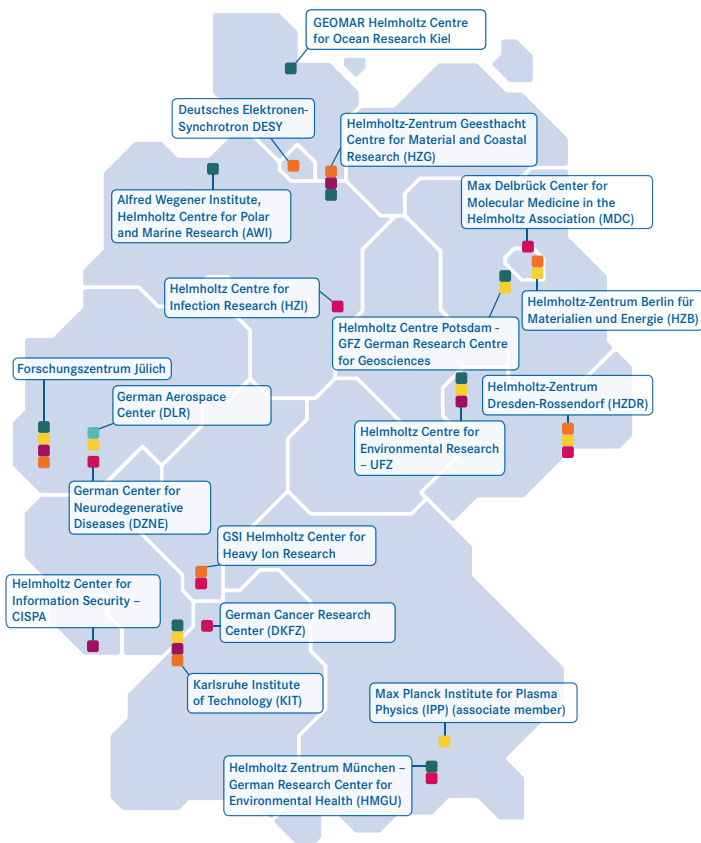 GEOMAR Helmholtz Centre
for Ocean Research Kiel
Deutsches Elektronen-
Synchrotron DESY
Helmholtz-Zentrum Geesthacht
Centre for Material and Coastal
Research (HZG)
Alfred Wegener Institute,
Helmholtz Centre for Polar
and Marine Research (AWI)
Max Delbrück Center for
Molecular Medicine in the
Helmholtz Association (MDC)
Helmholtz Centre for
Infection Research (HZI)
Helmholtz-Zentrum Berlin für
Materialien und Energie (HZB)
Helmholtz Centre Potsdam -
GFZ German Research Centre
for Geosciences
Forschungszentrum Jülich
German Aerospace
Center (DLR)
Helmholtz-Zentrum
Dresden-Rossendorf (HZDR)
Helmholtz Centre for
Environmental Research
– UFZ
German Center for
Neurodegenerative
Diseases (DZNE)
GSI Helmholtz Center for
Heavy Ion Research
Helmholtz Center for
Information Security –
CISPA
German Cancer Research
Center (DKFZ)
Karlsruhe Institute
of Technology (KIT)
Max Planck Institute for Plasma
Physics (IPP) (associate member)
Helmholtz Zentrum München –
German Research Center for
Environmental Health (HMGU)